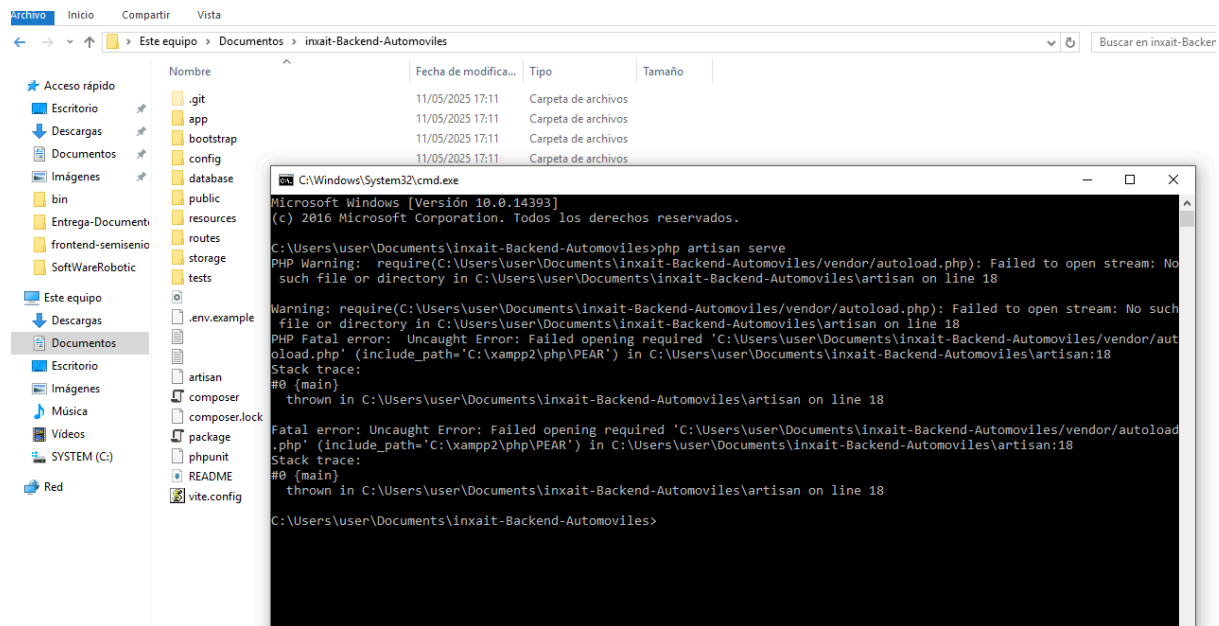 Archivo Inicio Compartir Vista
Este equipo > Documentos > inxait-Backend-Automoviles
Buscar en inxait-Backen
Nombre Fecha de modifica... Tipo Tamaño
Acceso rápido
Escritorio
Descargas
Documentos
Imágenes
bin
Entrega-Document
frontend-semisenio
SoftWareRobotic
Este equipo
Descargas
Documentos
Escritorio
Imágenes
Música
Vídeos
SYSTEM (C:)
Red
.git 11/05/2025 17:11 Carpeta de archivos
app 11/05/2025 17:11 Carpeta de archivos
bootstrap 11/05/2025 17:11 Carpeta de archivos
config 11/05/2025 17:11 Carpeta de archivos
database
public
resources
routes
storage
tests
.env.example
artisan
composer
composer.lock
package
phpunit
README
vite.config
C:\Windows\System32\cmd.exe
Microsoft Windows [Versión 10.0.14393]
(c) 2016 Microsoft Corporation. Todos los derechos reservados.
C:\Users\user\Documents\inxait-Backend-Automoviles>php artisan serve
PHP Warning:  require(C:\Users\user\Documents\inxait-Backend-Automoviles/vendor/autoload.php): Failed to open stream: No
 such file or directory in C:\Users\user\Documents\inxait-Backend-Automoviles\artisan on line 18
Warning: require(C:\Users\user\Documents\inxait-Backend-Automoviles/vendor/autoload.php): Failed to open stream: No such
 file or directory in C:\Users\user\Documents\inxait-Backend-Automoviles\artisan on line 18
PHP Fatal error:  Uncaught Error: Failed opening required 'C:\Users\user\Documents\inxait-Backend-Automoviles/vendor/aut
oload.php' (include_path='C:\xampp2\php\PEAR') in C:\Users\user\Documents\inxait-Backend-Automoviles\artisan:18
Stack trace:
#0 {main}
  thrown in C:\Users\user\Documents\inxait-Backend-Automoviles\artisan on line 18
Fatal error: Uncaught Error: Failed opening required 'C:\Users\user\Documents\inxait-Backend-Automoviles/vendor/autoload
.php' (include_path='C:\xampp2\php\PEAR') in C:\Users\user\Documents\inxait-Backend-Automoviles\artisan:18
Stack trace:
#0 {main}
  thrown in C:\Users\user\Documents\inxait-Backend-Automoviles\artisan on line 18
C:\Users\user\Documents\inxait-Backend-Automoviles>